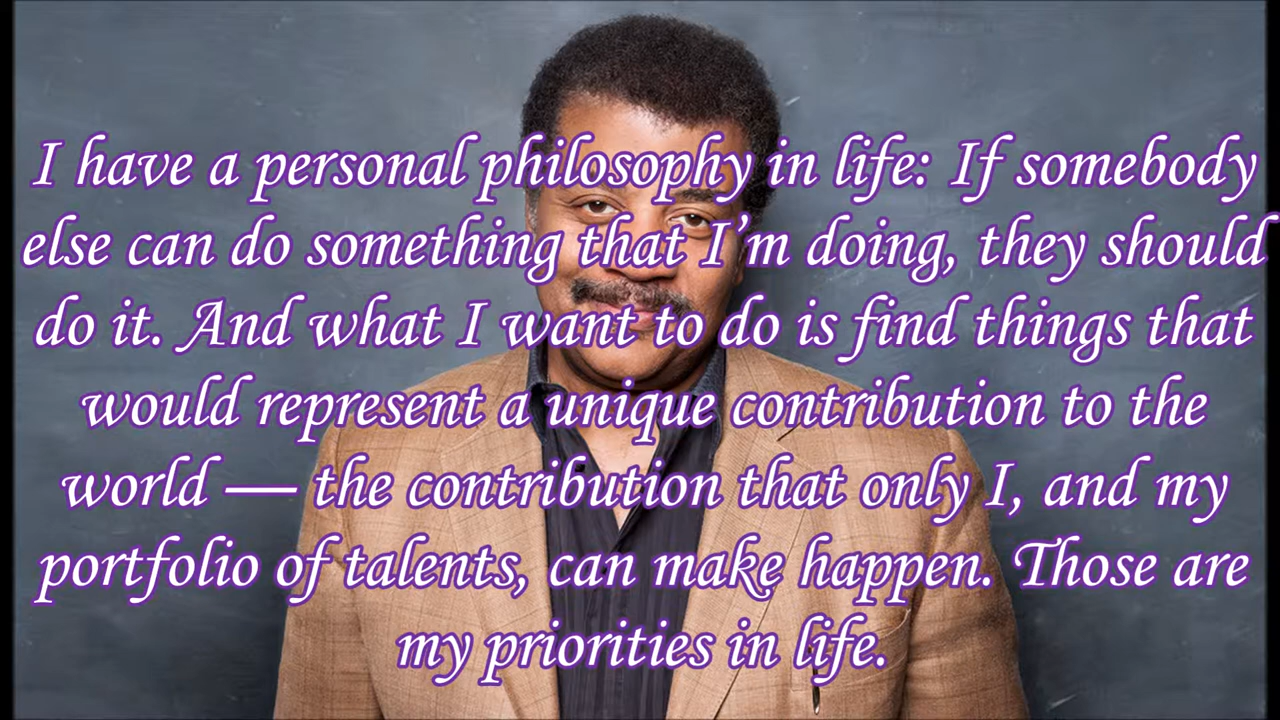 I have a personal philosophy in life: If somebody
else can do something that I'm doing, they should
do it. And what I want to do is find things that
would represent a unique contribution to the
world — the contribution that only I, and my
portfolio of talents, can make happen. Those are
my priorities in life.